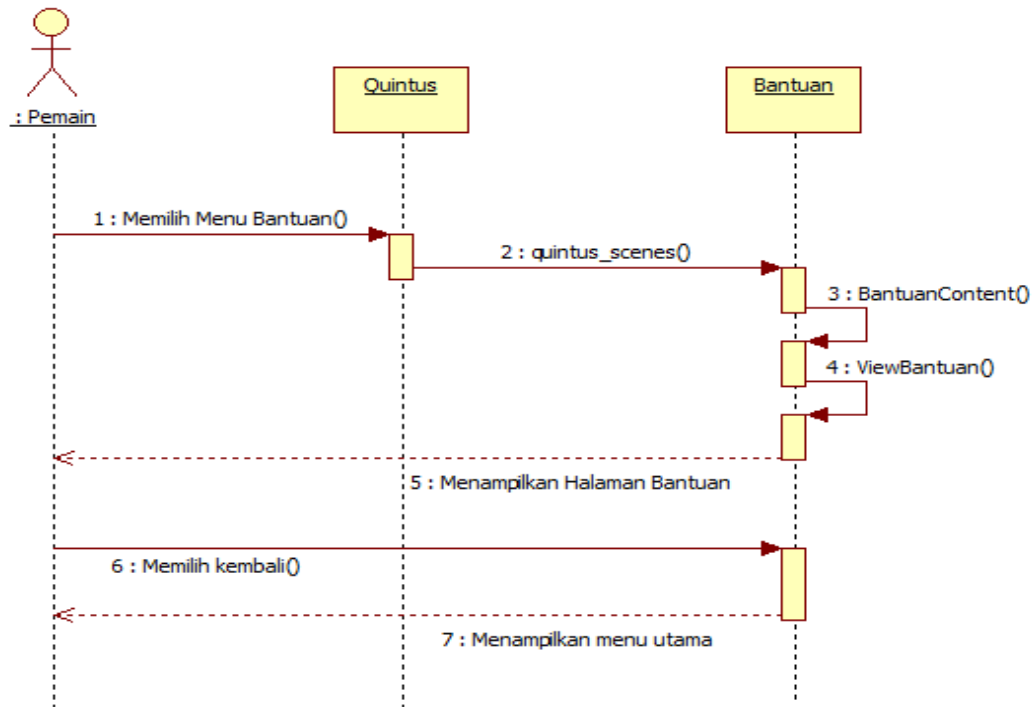 : Pemain
Quintus
Bantuan
1 : Memilih Menu Bantuan()
2 : quintus_scenes()
3 : BantuanContent()
4 : ViewBantuan()
5 : Menampilkan Halaman Bantuan
6 : Memilih kembali()
7 : Menampilkan menu utama